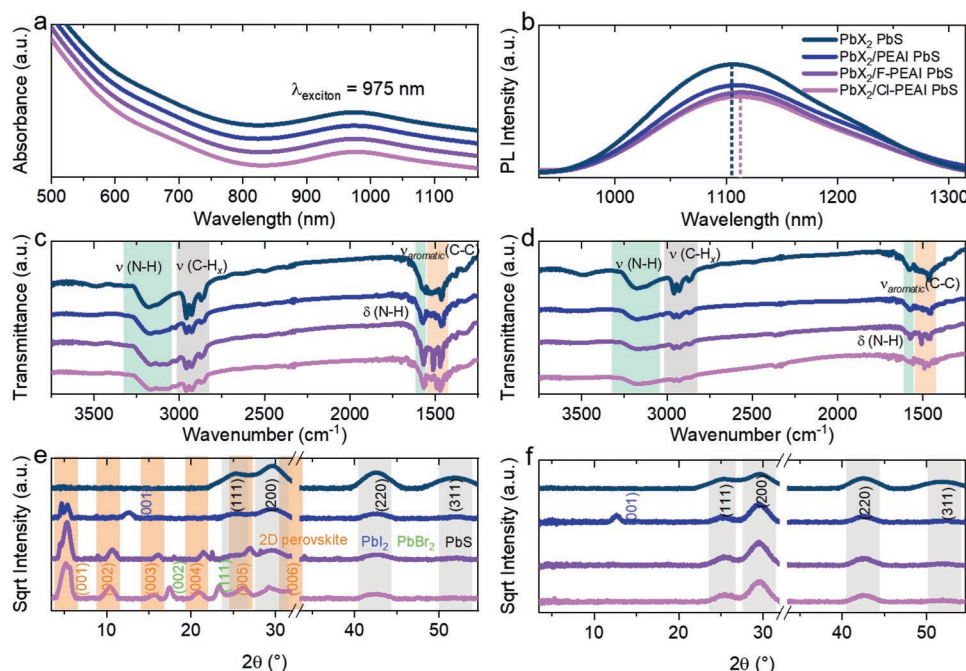 a
Absorbance (a.u.)
λexciton = 975 nm
500 600 700 800 900 1000 1100
Wavelength (nm)
b
PL Intensity (a.u.)
PbX2 PbS
PbX2/PEAI PbS
PbX2/F-PEAI PbS
PbX2/Cl-PEAI PbS
1000 1100 1200 1300
Wavelength (nm)
c
Transmittance (a.u.)
ν (N-H)
ν (C-Hx)
νaromatic(C-C)
δ (N-H)
3500 3000 2500 2000 1500
Wavenumber (cm-1)
d
Transmittance (a.u.)
ν (N-H)
ν (C-Hx)
νaromatic(C-C)
δ (N-H)
3500 3000 2500 2000 1500
Wavenumber (cm-1)
e
Sqrt Intensity (a.u.)
(001)
(111)
(200)
(220)
(311)
2D perovskite
PbI2
PbBr2
PbS
(001)
(002)
(003)
(002)
(004)
(111)
(005)
(006)
10 20 30 40 50
2θ (°)
f
Sqrt Intensity (a.u.)
(001)
(111)
(200)
(220)
(311)
10 20 30 40 50
2θ (°)